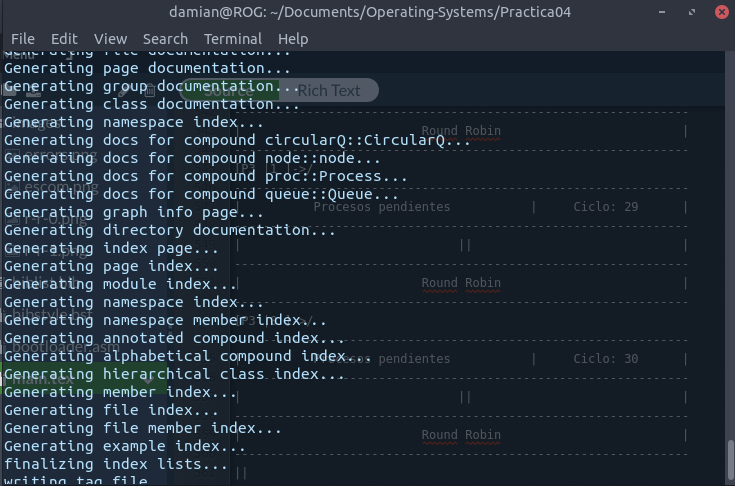 damian@ROG: ~/Documents/Operating-Systems/Practica04
File Edit View Search Terminal Help
Generating file documentation...
Generating page documentation...
Generating group documentation...
Source Rich Text
Generating class documentation...
Generating namespace index...
Round Robin |
Generating docs for compound circularQ::CircularQ...
Generating docs for compound node::node...
Generating docs for compound proc::Process...
escom.png
Generating docs for compound queue::Queue...
Generating graph info page...
Procesos pendientes | Ciclo: 29 |
Generating directory documentation...
Generating index page...
| || |
Generating page index...
Generating module index...
| Round Robin |
Generating namespace index...
Generating namespace member index...
Generating annotated compound index...
bootloader.asm
Generating alphabetical compound index...
Procesos pendientes | Ciclo: 30 |
Generating hierarchical class index...
main.tex
Generating member index...
| || |
Generating file index...
Generating file member index...
| Round Robin |
Generating example index...
finalizing index lists...
||
writing tag file